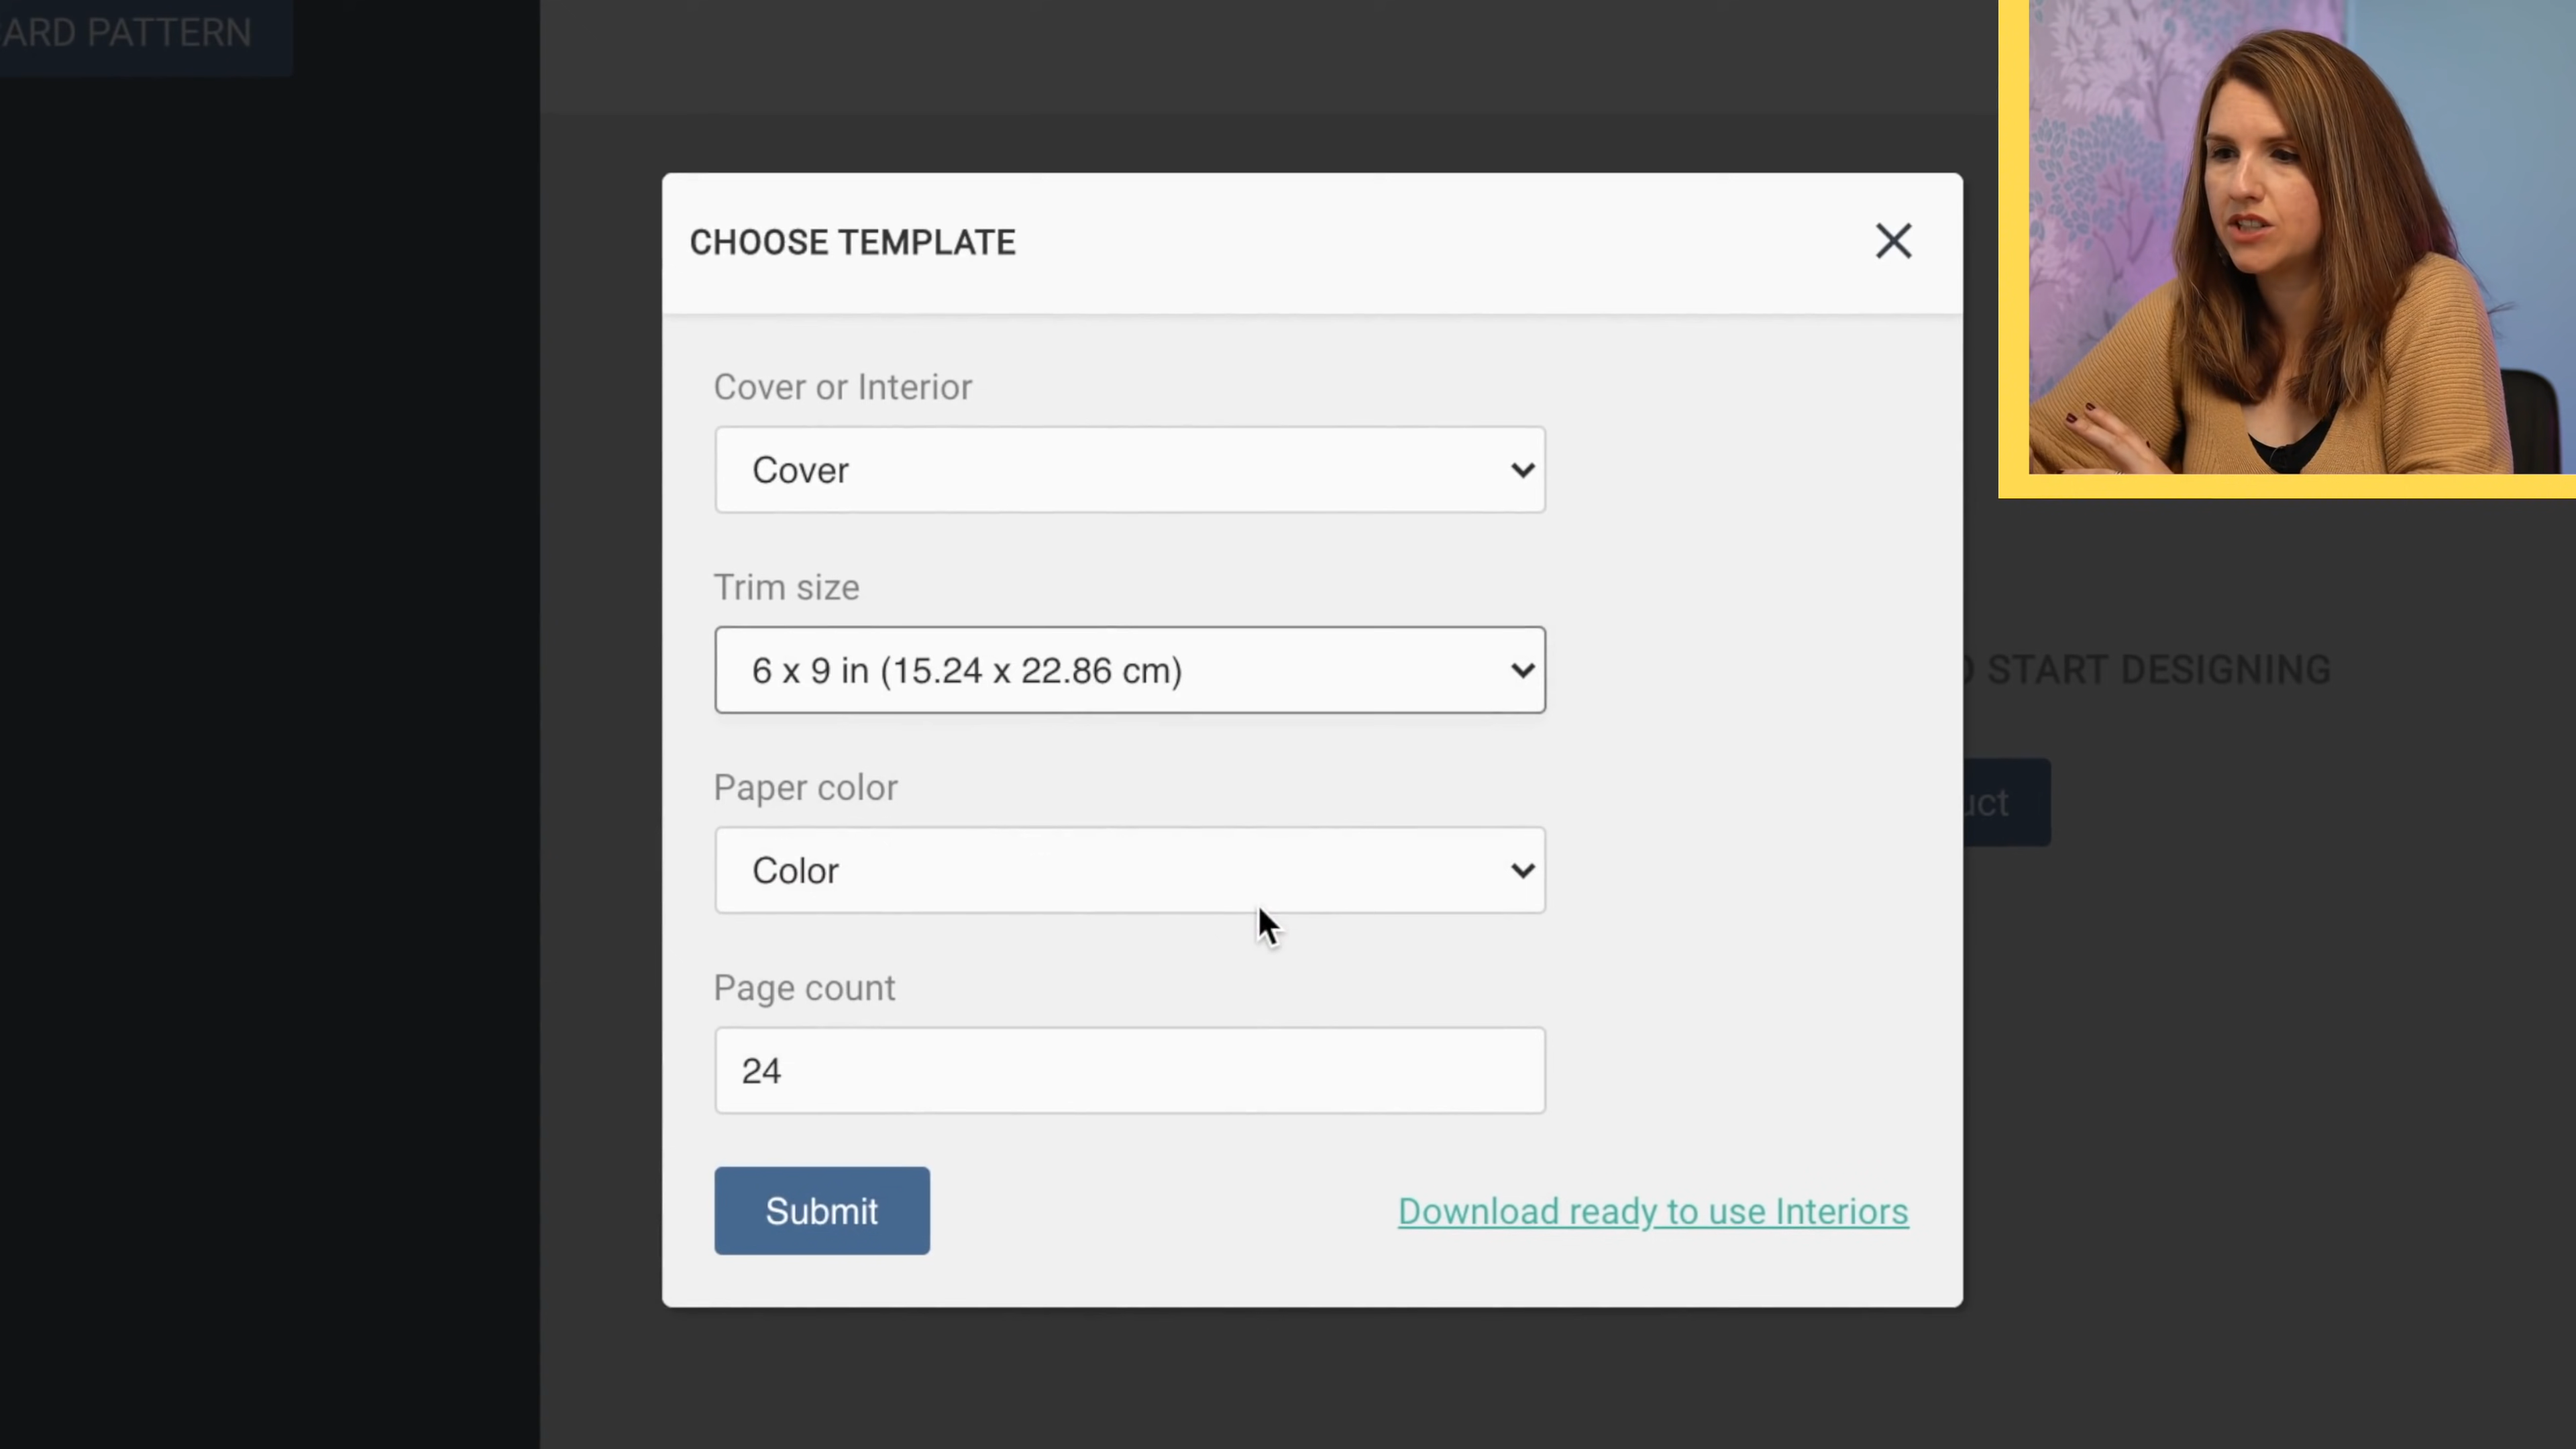 ARD PATTERN
CHOOSE TEMPLATE
Cover or Interior
Cover
Trim size
6 x 9 in (15.24 x 22.86 cm)
START DESIGNING
Paper color
Color
uct
Page count
24
Submit
Download ready to use Interiors